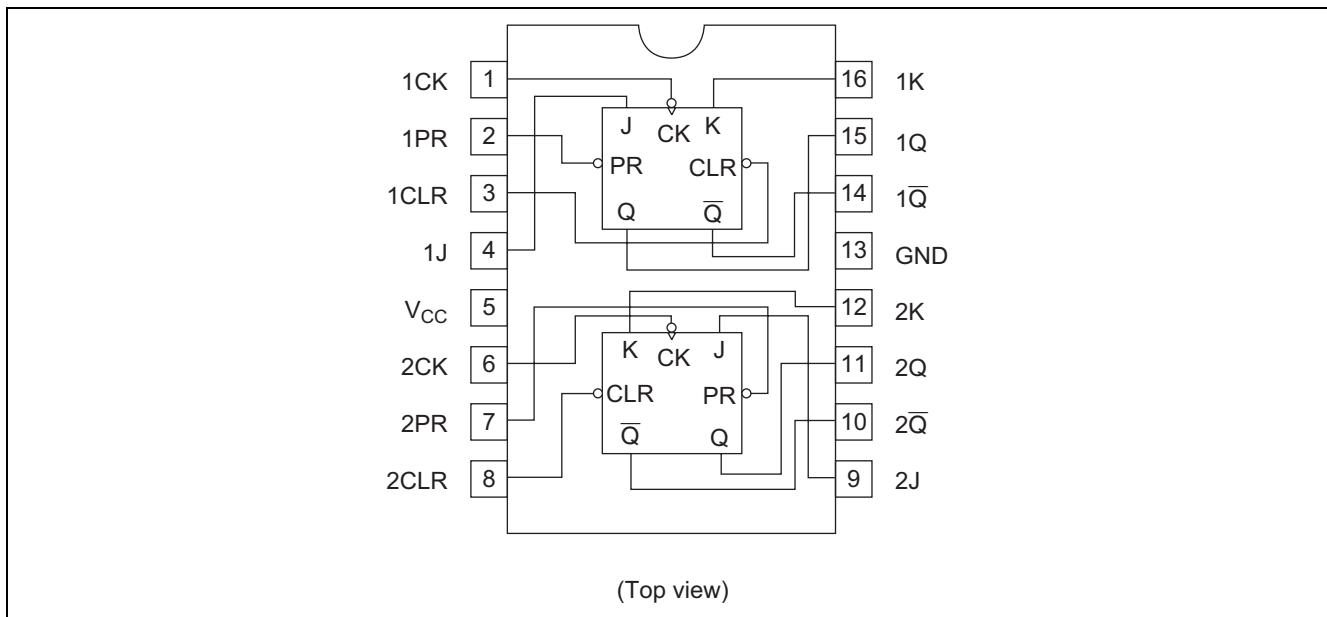 1CK 1 16 1K
J CK K
1PR 2 15 1Q
PR CLR
1CLR 3 14 1Q̅
Q Q̅
1J 4 13 GND
VCC 5 12 2K
K CK J
2CK 6 11 2Q
CLR PR
2PR 7 10 2Q̅
Q̅ Q
2CLR 8 9 2J
(Top view)